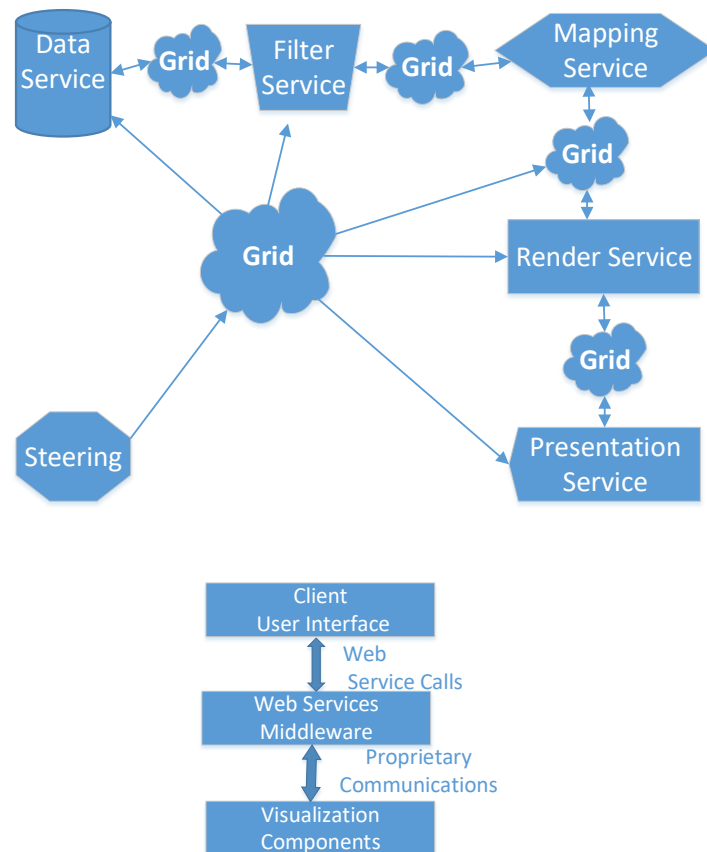 Data
Service
Grid
Filter
Service
Grid
Mapping
Service
Grid
Grid
Render Service
Grid
Steering
Presentation
Service
Client
User Interface
Web
Service Calls
Web Services
Middleware
Proprietary
Communications
Visualization
Components